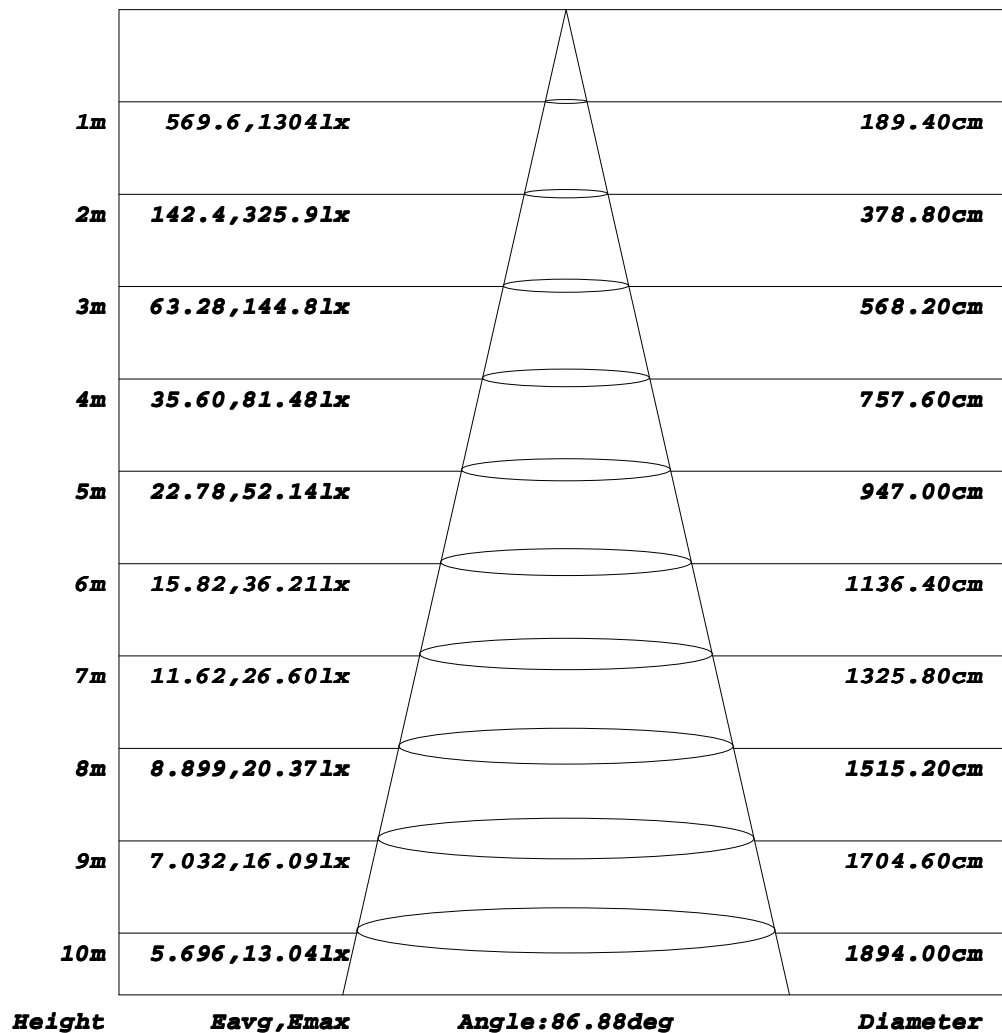 1m 569.6,1304lx 189.40cm
2m 142.4,325.9lx 378.80cm
3m 63.28,144.8lx 568.20cm
4m 35.60,81.48lx 757.60cm
5m 22.78,52.14lx 947.00cm
6m 15.82,36.21lx 1136.40cm
7m 11.62,26.60lx 1325.80cm
8m 8.899,20.37lx 1515.20cm
9m 7.032,16.09lx 1704.60cm
10m 5.696,13.04lx 1894.00cm
Height Eavg,Emax Angle:86.88deg Diameter